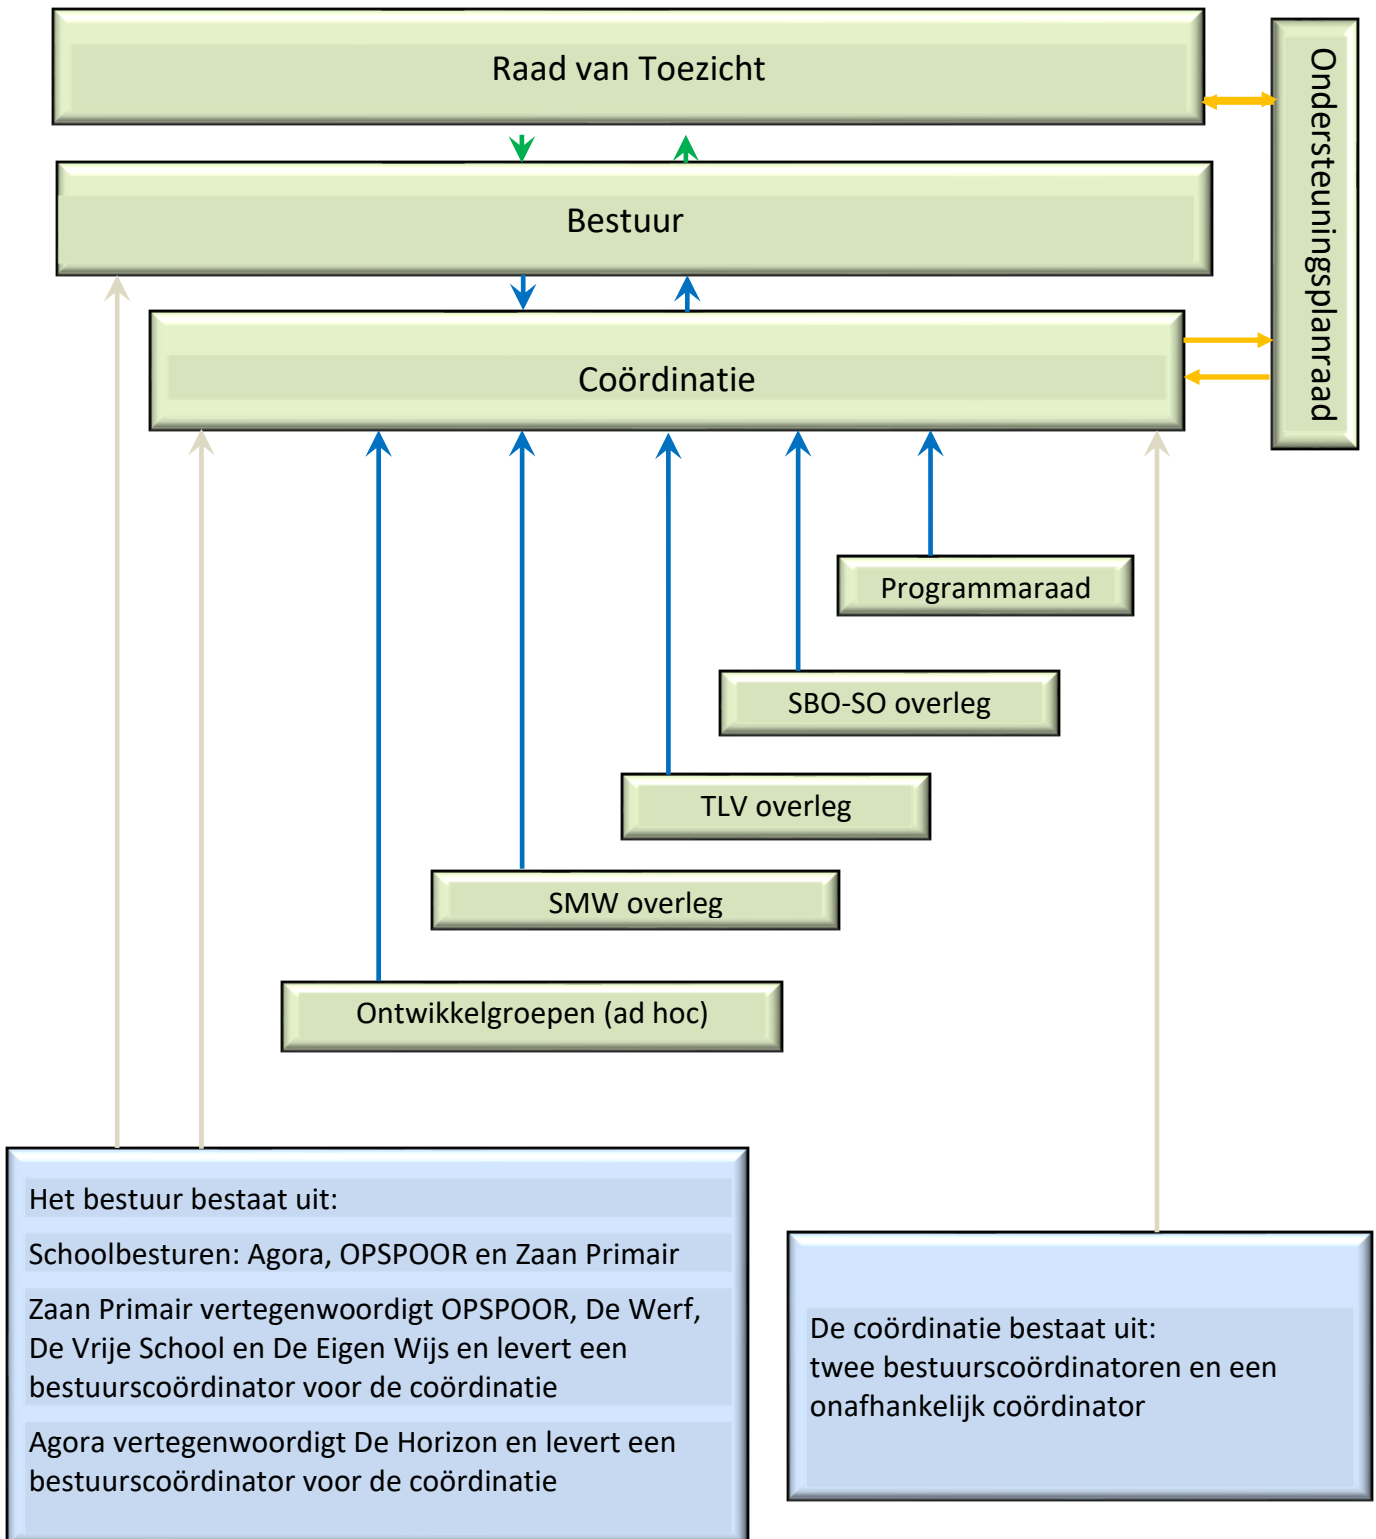 Raad van Toezicht
Ondersteuningsplanraad
Bestuur
Coördinatie
Programmaraad
SBO-SO overleg
TLV overleg
SMW overleg
Ontwikkelgroepen (ad hoc)
Het bestuur bestaat uit:
Schoolbesturen: Agora, OPSPOOR en Zaan Primair
Zaan Primair vertegenwoordigt OPSPOOR, De Werf,
De Vrije School en De Eigen Wijs en levert een
bestuurscoördinator voor de coördinatie
Agora vertegenwoordigt De Horizon en levert een
bestuurscoördinator voor de coördinatie
De coördinatie bestaat uit:
twee bestuurscoördinatoren en een
onafhankelijk coördinator